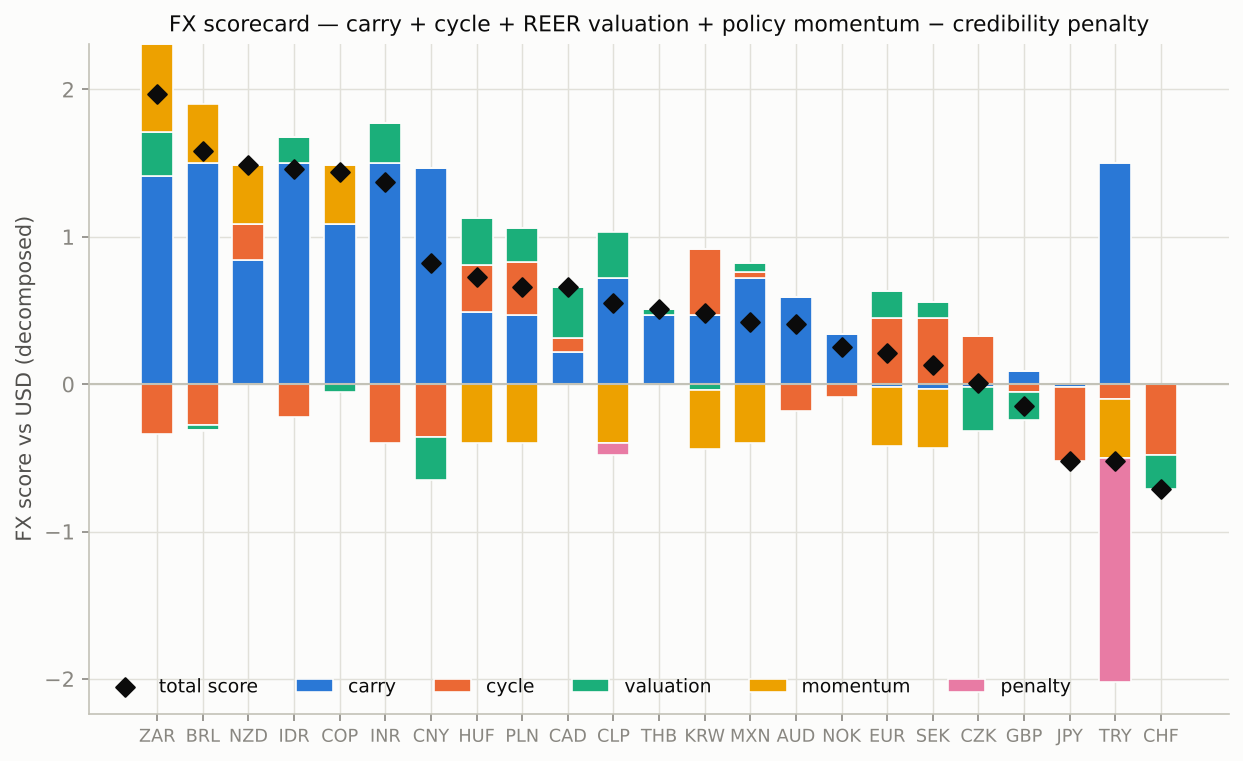 FX scorecard — carry + cycle + REER valuation + policy momentum − credibility penalty
FX score vs USD (decomposed)
2
1
0
−1
−2
total score carry cycle valuation momentum penalty
ZAR BRL NZD IDR COP INR CNY HUF PLN CAD CLP THB KRW MXN AUD NOK EUR SEK CZK GBP JPY TRY CHF